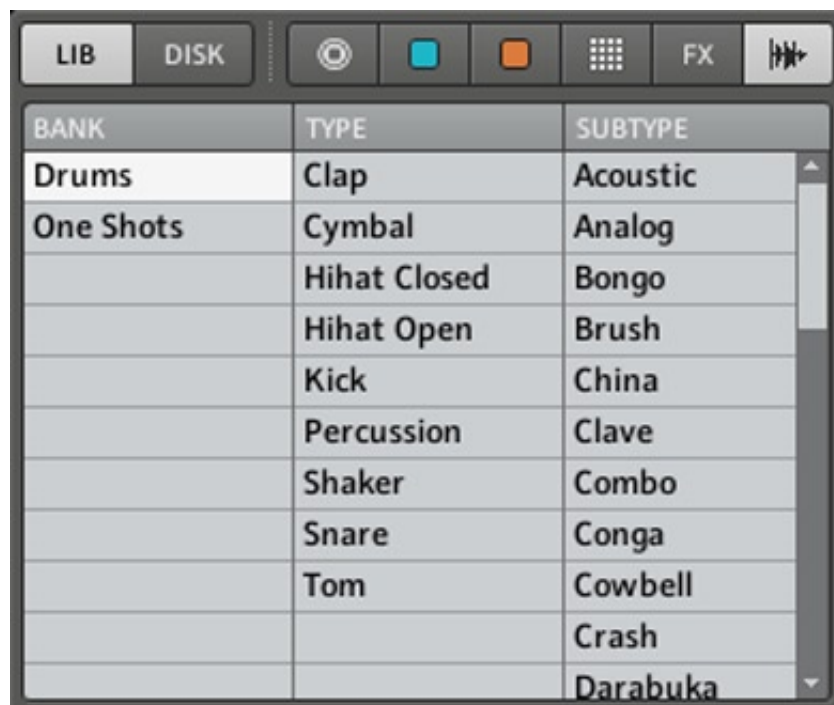 LIB DISK FX
BANK TYPE SUBTYPE
Drums Clap Acoustic
One Shots Cymbal Analog
Hihat Closed Bongo
Hihat Open Brush
Kick China
Percussion Clave
Shaker Combo
Snare Conga
Tom Cowbell
Crash
Darabuka